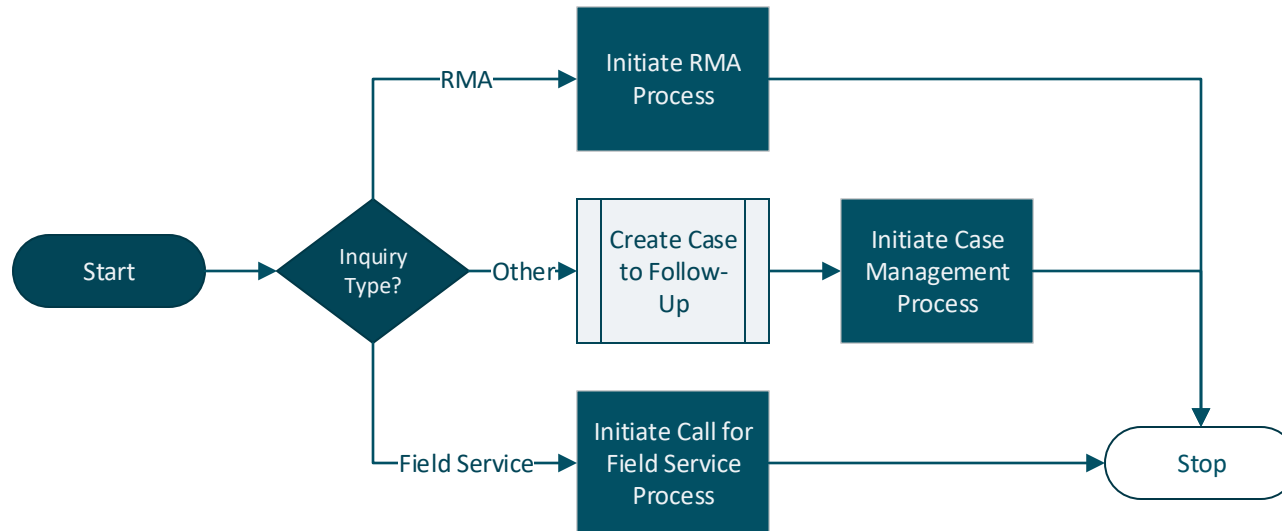 Initiate RMA
Process
RMA
Start
Inquiry
Type?
Other
Create Case
to Follow-
Up
Initiate Case
Management
Process
Field Service
Initiate Call for
Field Service
Process
Stop